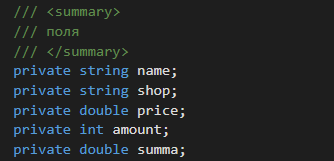 /// <summary>
/// поля
/// </summary>
private string name;
private string shop;
private double price;
private int amount;
private double summa;